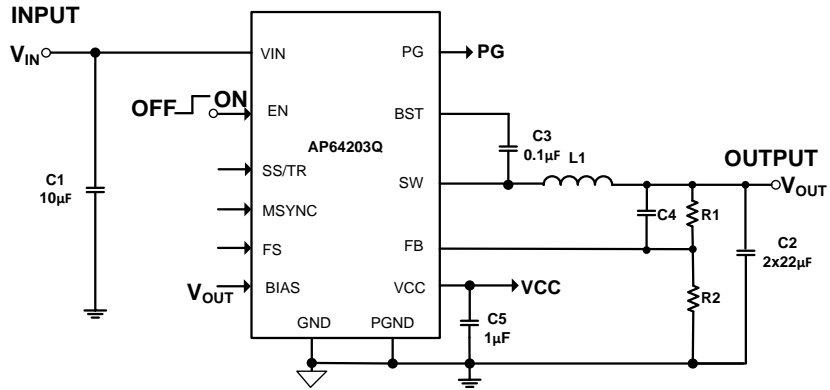 INPUT
VIN
VIN
PG
PG
OFF
ON
EN
BST
AP64203Q
C3
0.1µF
L1
OUTPUT
VOUT
C1
10µF
SS/TR
SW
MSYNC
C4
R1
FS
FB
C2
2x22µF
VOUT
BIAS
VCC
VCC
R2
GND
PGND
C5
1µF